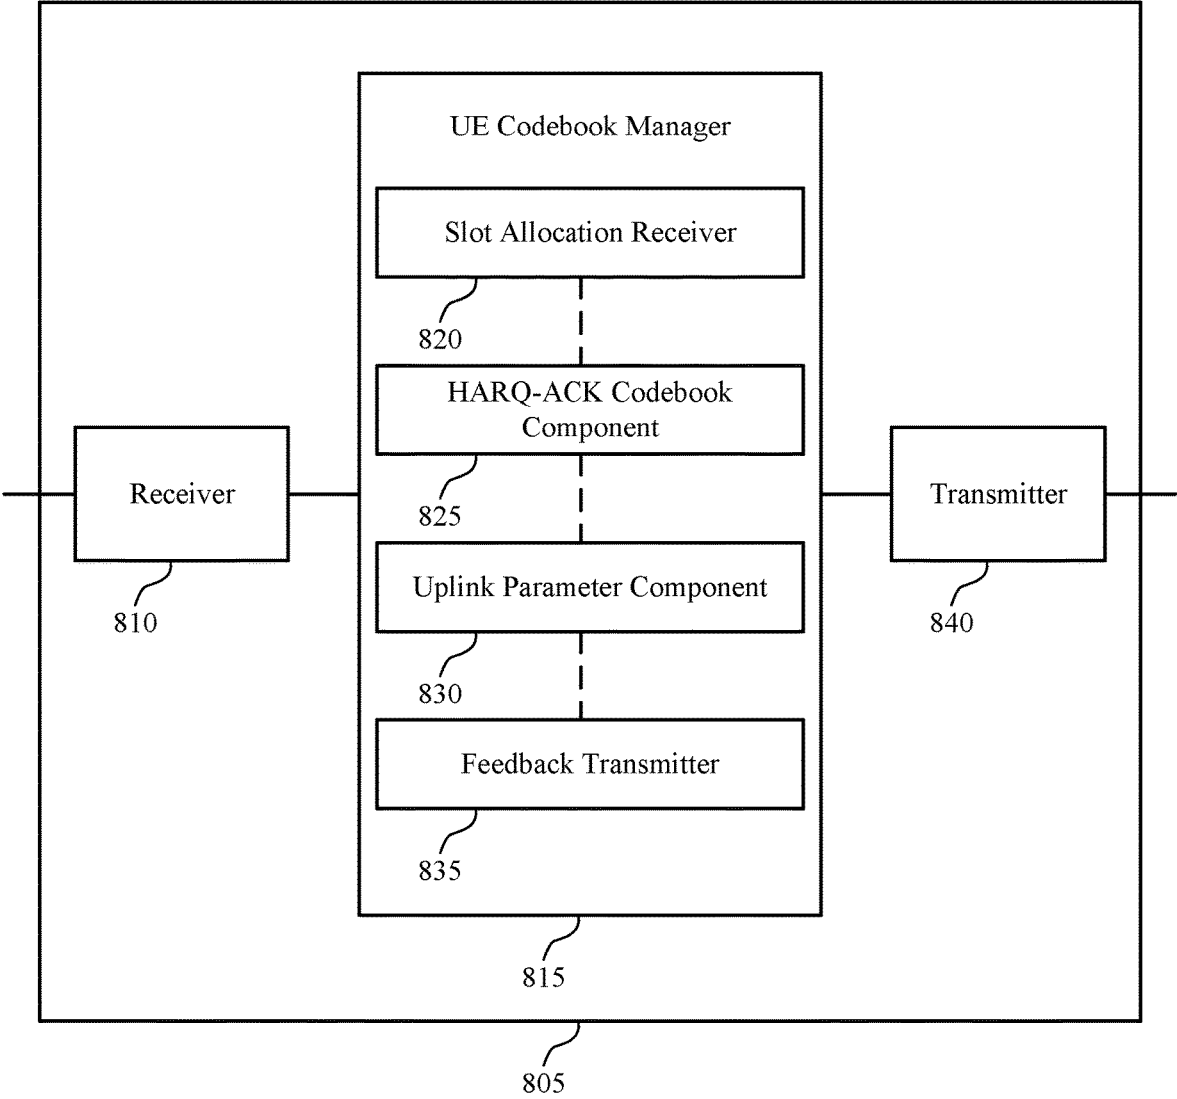 UE Codebook Manager
Slot Allocation Receiver
820
HARQ-ACK Codebook
Component
825
Receiver
810
Transmitter
840
Uplink Parameter Component
830
Feedback Transmitter
835
815
805